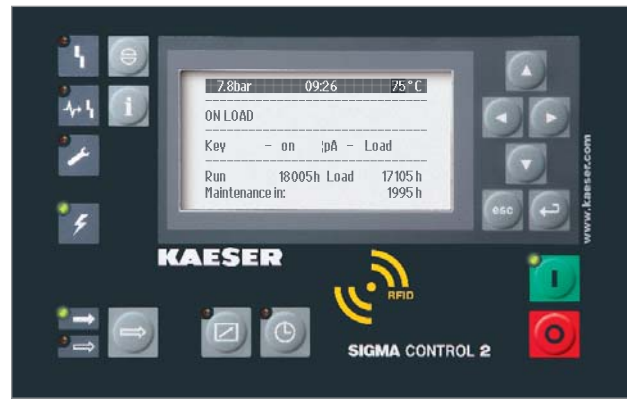 7.8bar 09:26 75°C
ON LOAD
Key - on ¦pA - Load
Run 18005h Load 17105h
Maintenance in: 1995h
esc
www.kaeser.com
KAESER
RFID
I
O
SIGMA CONTROL 2